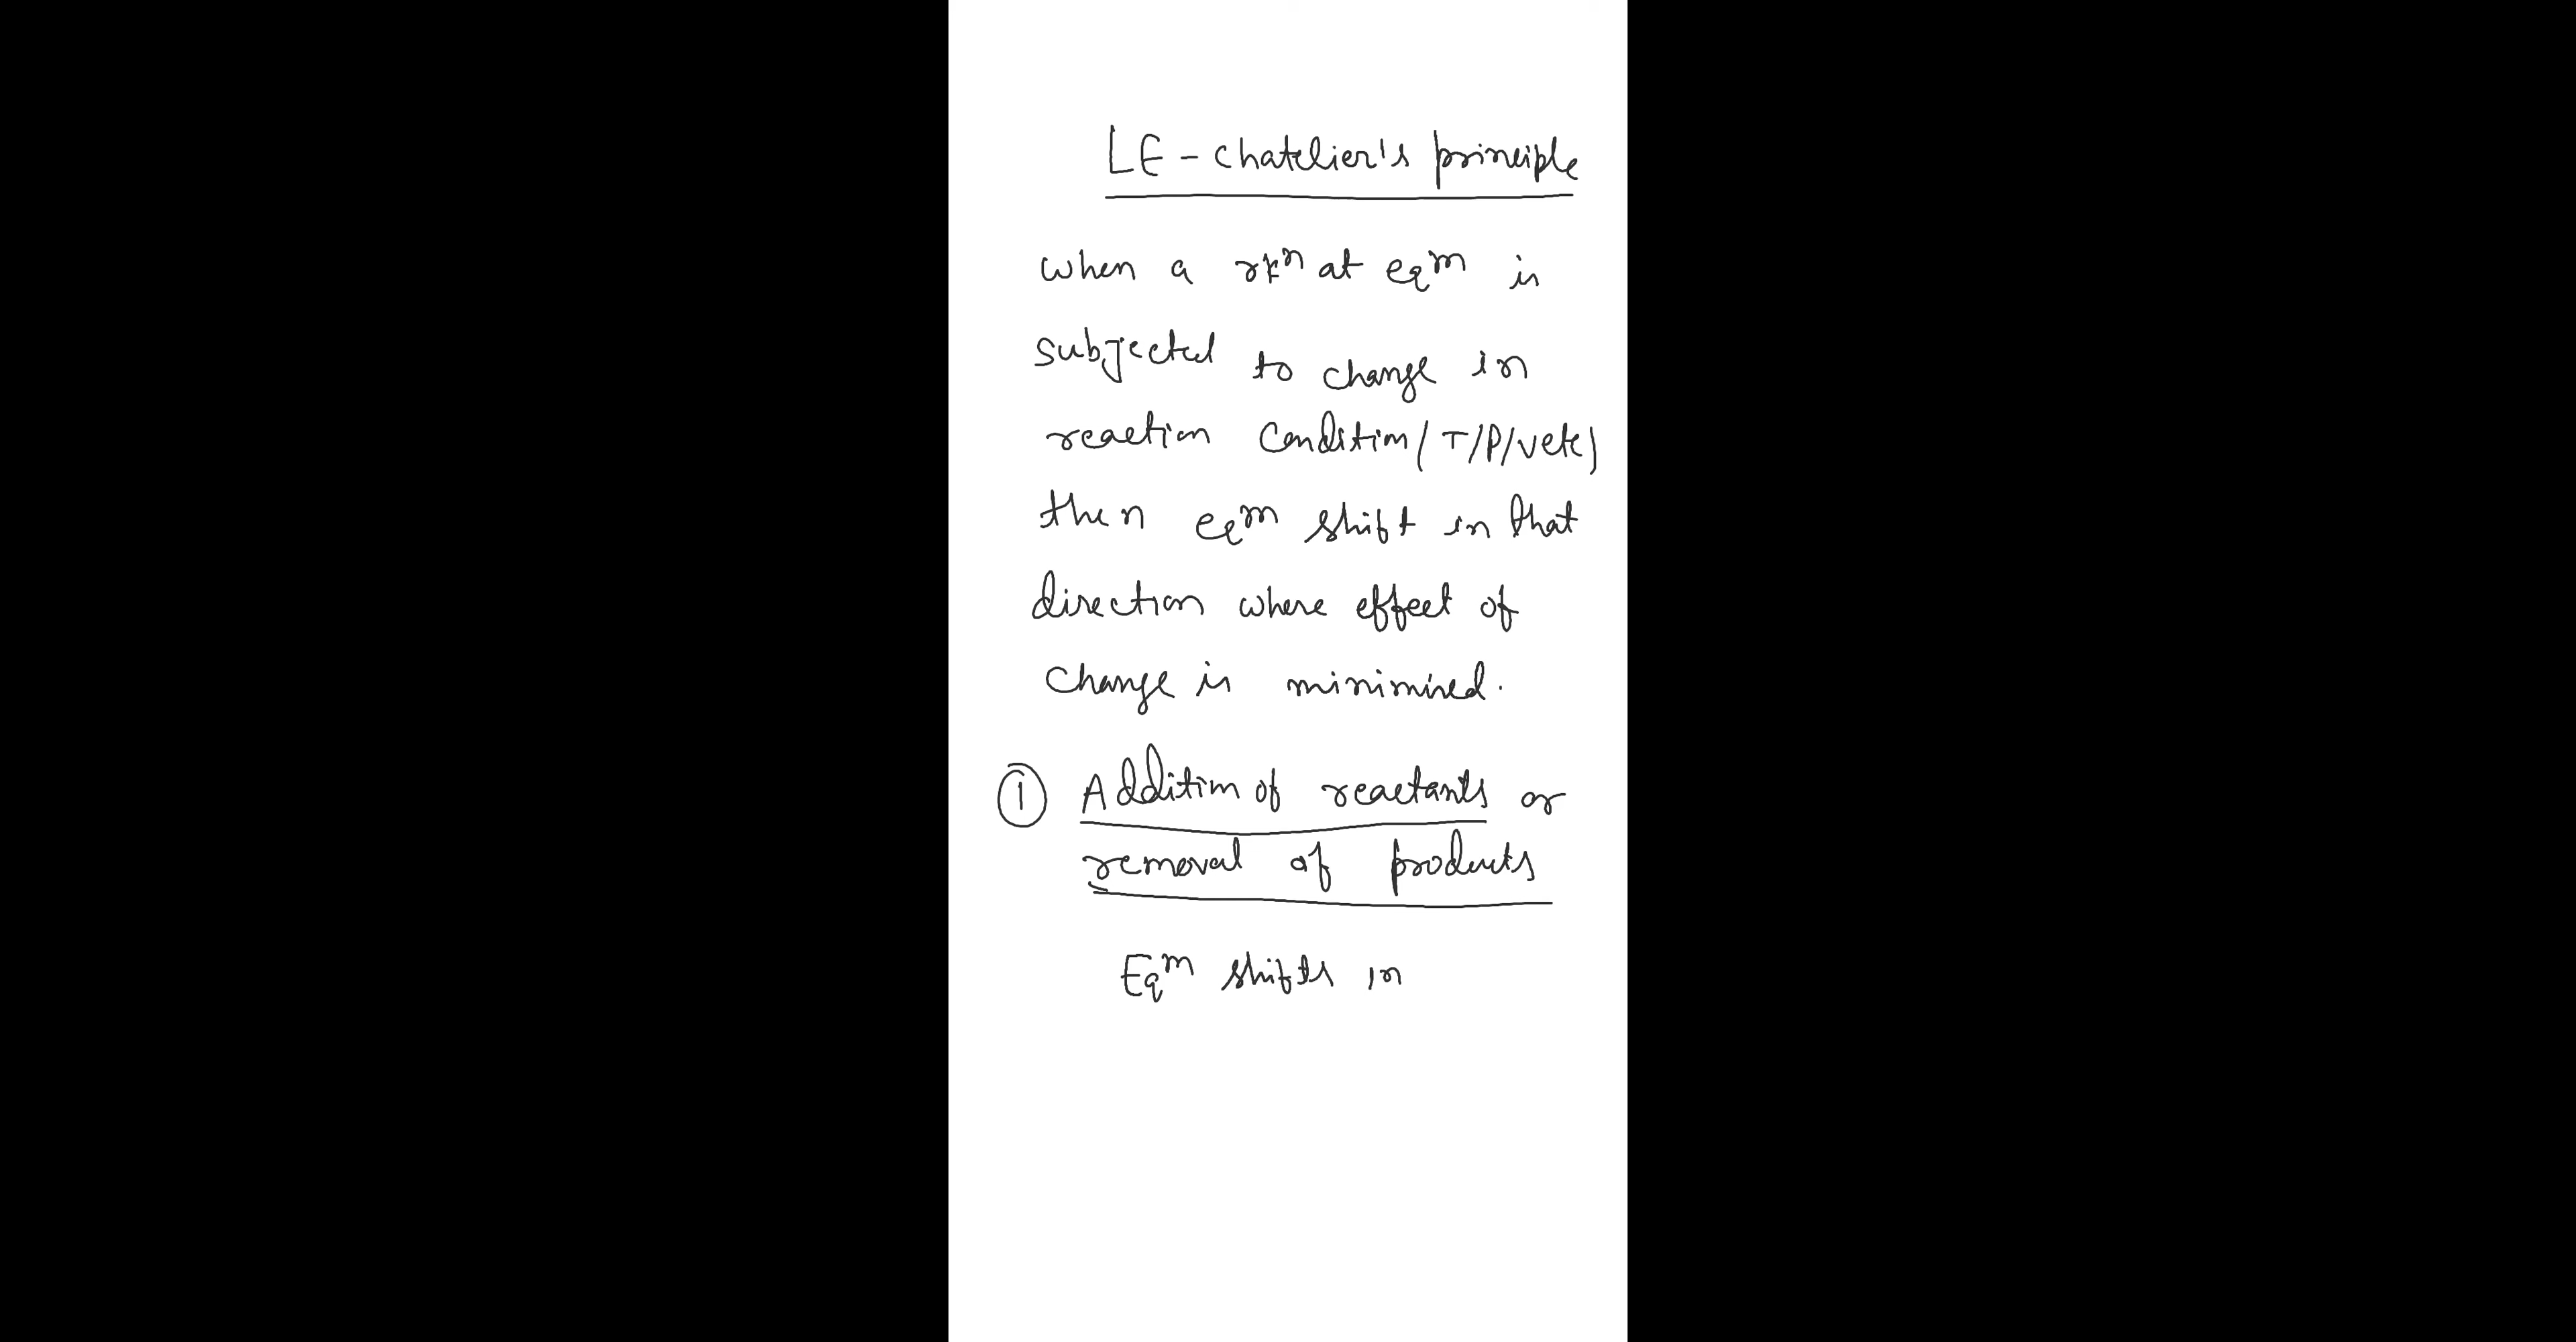 LE - chatelier's principle
when a rxⁿ at eqᵐ is
subjected to change in
reaction condition (T/P/V etc)
then eqᵐ shift in that
direction where effect of
change is minimised.
① Addition of reactants or
removal of products
Eqᵐ shifts in